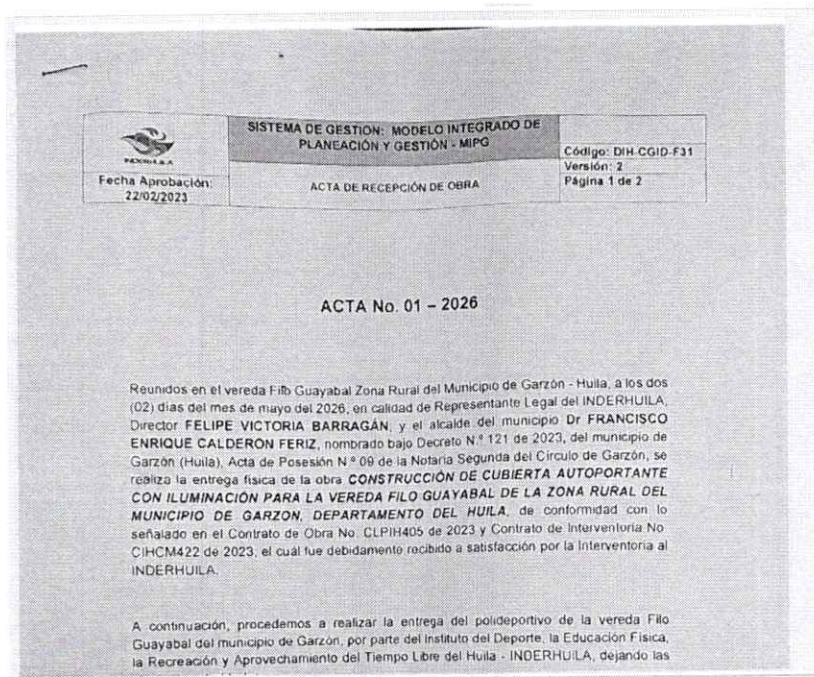 SISTEMA DE GESTION: MODELO INTEGRADO DE
PLANEACIÓN Y GESTIÓN - MIPG
INDERHUILA
Fecha Aprobación:
22/02/2023
ACTA DE RECEPCIÓN DE OBRA
Código: DIH-CGID-F31
Versión: 2
Página 1 de 2
ACTA No. 01 – 2026
Reunidos en el vereda Filo Guayabal Zona Rural del Municipio de Garzón - Huila, a los dos
(02) días del mes de mayo del 2026, en calidad de Representante Legal del INDERHUILA,
Director FELIPE VICTORIA BARRAGÁN, y el alcalde del municipio Dr FRANCISCO
ENRIQUE CALDERON FERIZ, nombrado bajo Decreto N.º 121 de 2023, del municipio de
Garzón (Huila), Acta de Posesión N.º 09 de la Notaria Segunda del Circulo de Garzón, se
realiza la entrega física de la obra CONSTRUCCIÓN DE CUBIERTA AUTOPORTANTE
CON ILUMINACIÓN PARA LA VEREDA FILO GUAYABAL DE LA ZONA RURAL DEL
MUNICIPIO DE GARZON, DEPARTAMENTO DEL HUILA, de conformidad con lo
señalado en el Contrato de Obra No. CLPIH405 de 2023 y Contrato de Interventoria No
CIHCM422 de 2023, el cuál fue debidamente recibido a satisfacción por la Interventoria al
INDERHUILA.
A continuación, procedemos a realizar la entrega del polideportivo de la vereda Filo
Guayabal del municipio de Garzón, por parte del Instituto del Deporte, la Educación Física,
la Recreación y Aprovechamiento del Tiempo Libre del Huila - INDERHUILA, dejando las